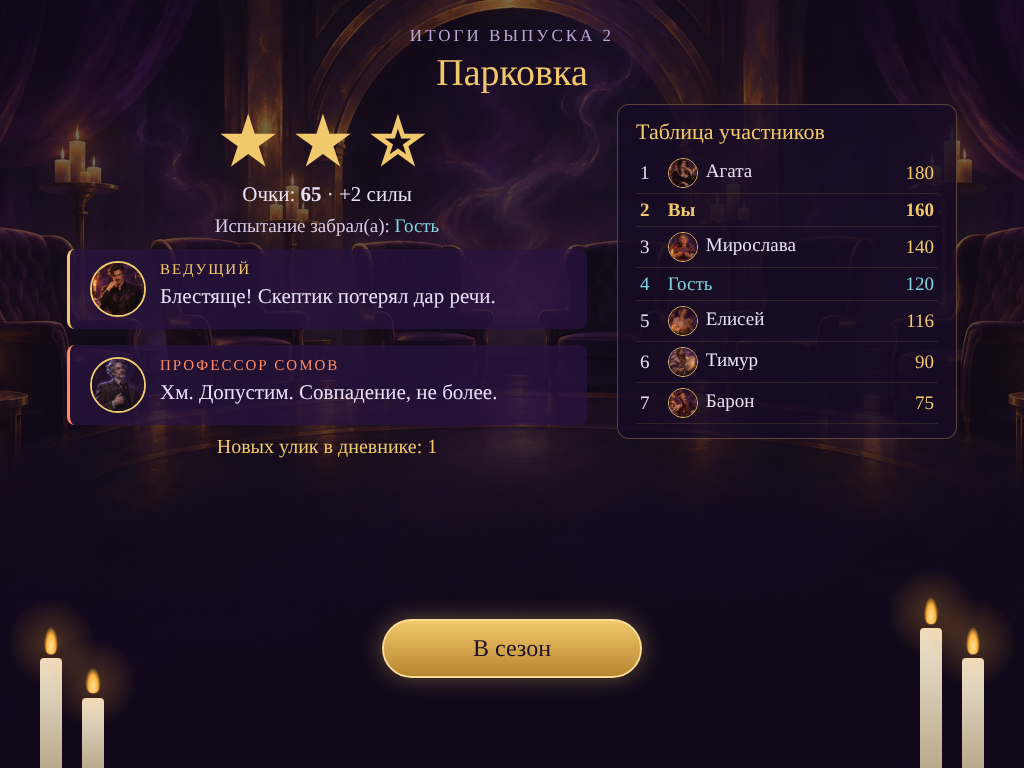 ИТОГИ ВЫПУСКА 2
Парковка
Очки: 65 · +2 силы
Испытание забрал(а): Гость
ВЕДУЩИЙ
Блестяще! Скептик потерял дар речи.
ПРОФЕССОР СОМОВ
Хм. Допустим. Совпадение, не более.
Новых улик в дневнике: 1
Таблица участников
1 Агата 180
2 Вы 160
3 Мирослава 140
4 Гость 120
5 Елисей 116
6 Тимур 90
7 Барон 75
В сезон